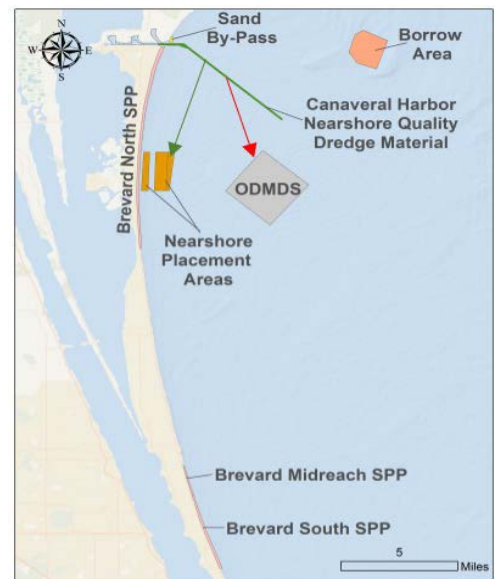 N
W
E
S
Sand
By-Pass
Borrow
Area
Canaveral Harbor
Nearshore Quality
Dredge Material
Brevard North SPP
ODMDS
Nearshore
Placement
Areas
Brevard Midreach SPP
Brevard South SPP
5
Miles